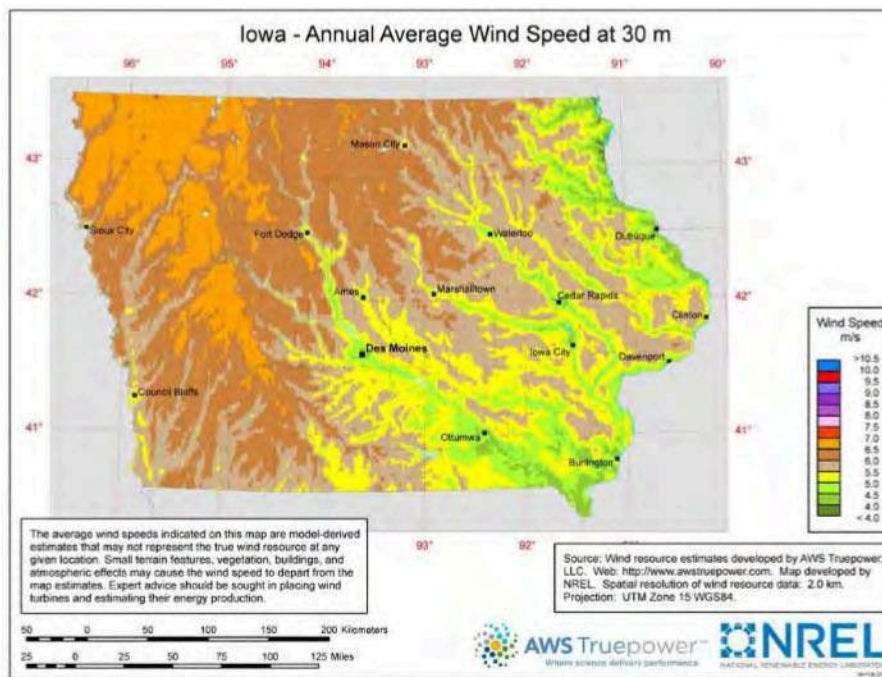 Iowa - Annual Average Wind Speed at 30 m
96° 95° 94° 93° 92° 91° 90°
Mason City
43° 43°
Sioux City
Fort Dodge
Waterloo
Dubuque
42° 42°
Ames
Marshalltown
Cedar Rapids
Clinton
Des Moines
Iowa City
Davenport
Council Bluffs
41° 41°
Ottumwa
Burlington
93° 92°
Wind Speed
m/s
>10.5
10.0
9.5
9.0
8.5
8.0
7.5
7.0
6.5
6.0
5.5
5.0
4.5
4.0
< 4.0
The average wind speeds indicated on this map are model-derived
estimates that may not represent the true wind resource at any
given location. Small terrain features, vegetation, buildings, and
atmospheric effects may cause the wind speed to depart from the
map estimates. Expert advice should be sought in placing wind
turbines and estimating their energy production.
Source: Wind resource estimates developed by AWS Truepower,
LLC. Web: http://www.awstruepower.com. Map developed by
NREL. Spatial resolution of wind resource data: 2.0 km.
Projection: UTM Zone 15 WGS84.
50 0 50 100 150 200 Kilometers
25 0 25 50 75 100 125 Miles
AWS Truepower™
Where science delivers performance.
NREL
NATIONAL RENEWABLE ENERGY LABORATORY